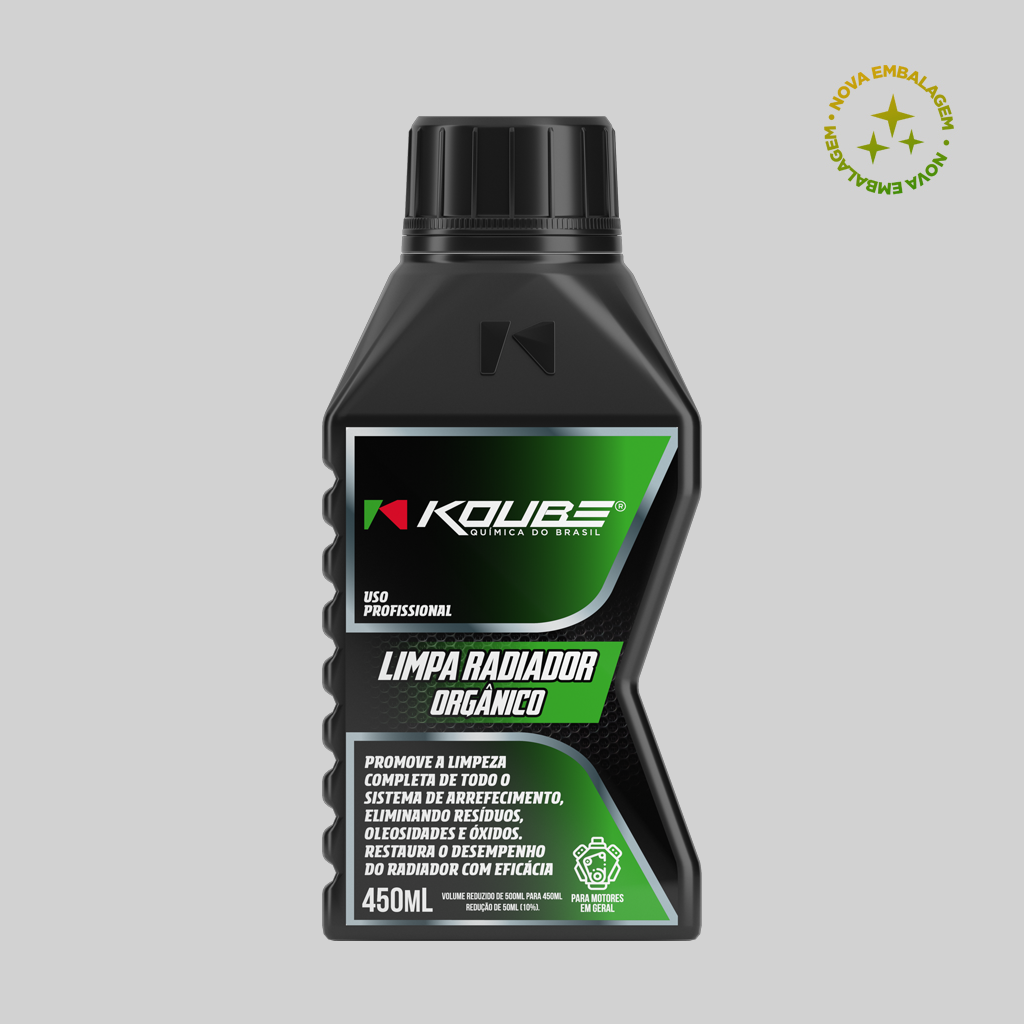 • NOVA EMBALAGEM • NOVA EMBALAGEM
KOUBE®
QUÍMICA DO BRASIL
USO
PROFISSIONAL
LIMPA RADIADOR
ORGÂNICO
PROMOVE A LIMPEZA
COMPLETA DE TODO O
SISTEMA DE ARREFECIMENTO,
ELIMINANDO RESÍDUOS,
OLEOSIDADES E ÓXIDOS.
RESTAURA O DESEMPENHO
DO RADIADOR COM EFICÁCIA
450ML
VOLUME REDUZIDO DE 500ML PARA 450ML
REDUÇÃO DE 50ML (10%).
PARA MOTORES
EM GERAL